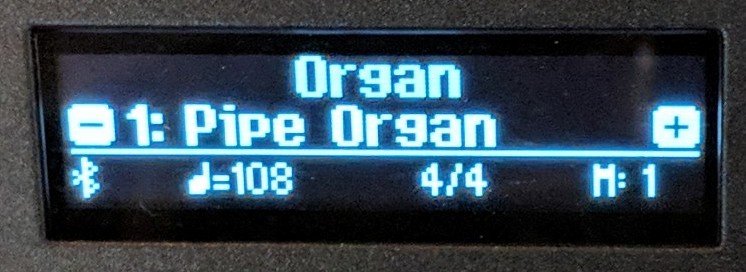 Organ
− 1: Pipe Organ +
♩=108 4/4 M: 1